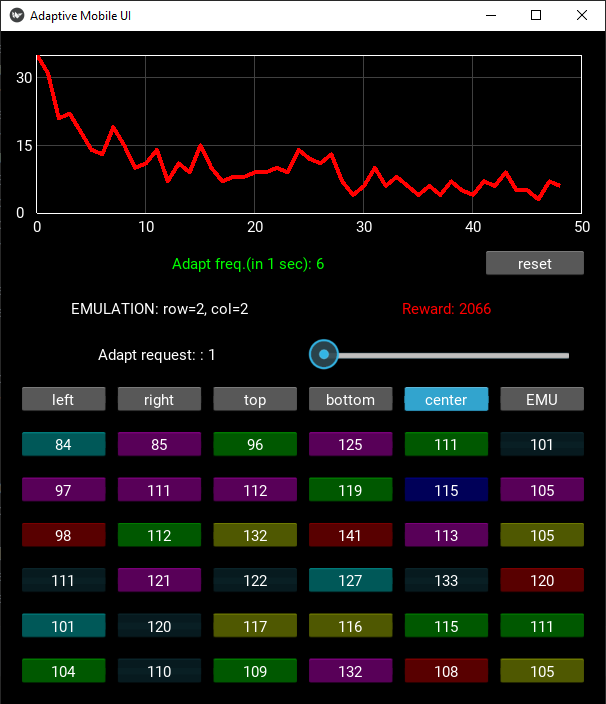 Adaptive Mobile UI
30
15
0
0 10 20 30 40 50
Adapt freq.(in 1 sec): 6 reset
EMULATION: row=2, col=2 Reward: 2066
Adapt request: : 1
left right top bottom center EMU
84 85 96 125 111 101
97 111 112 119 115 105
98 112 132 141 113 105
111 121 122 127 133 120
101 120 117 116 115 111
104 110 109 132 108 105